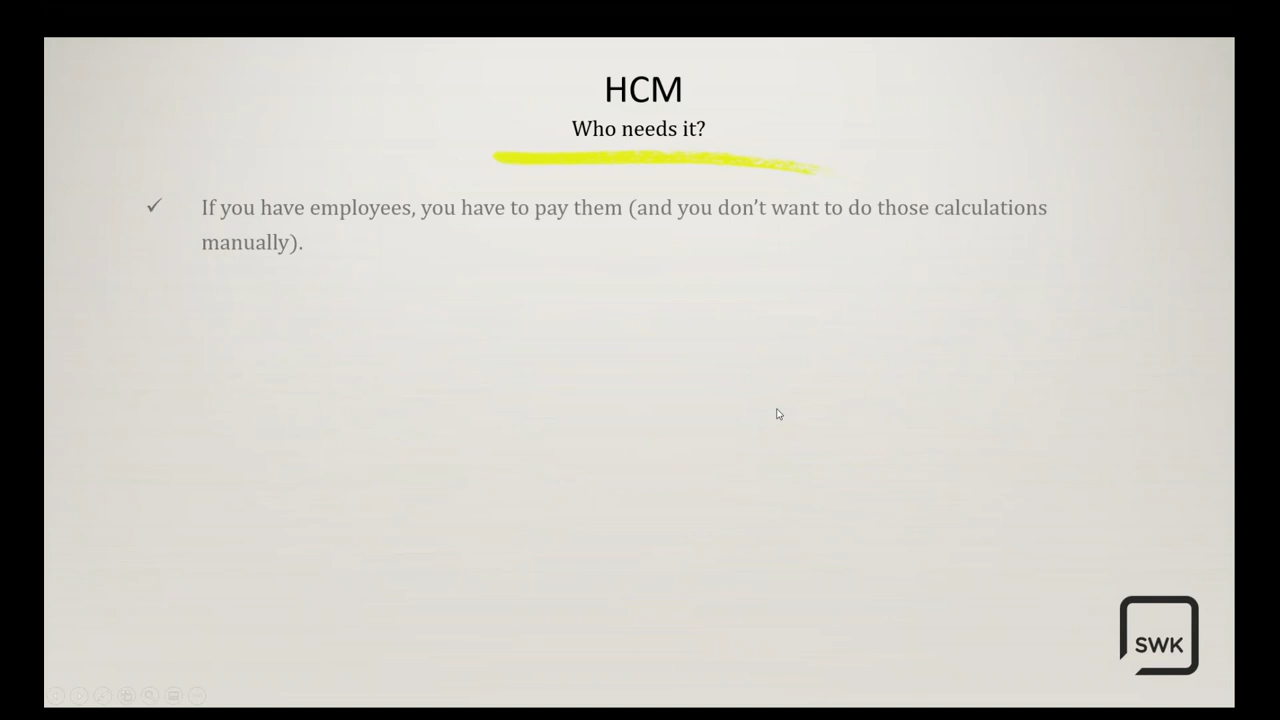 HCM
Who needs it?
✓ If you have employees, you have to pay them (and you don’t want to do those calculations
manually).
SWK